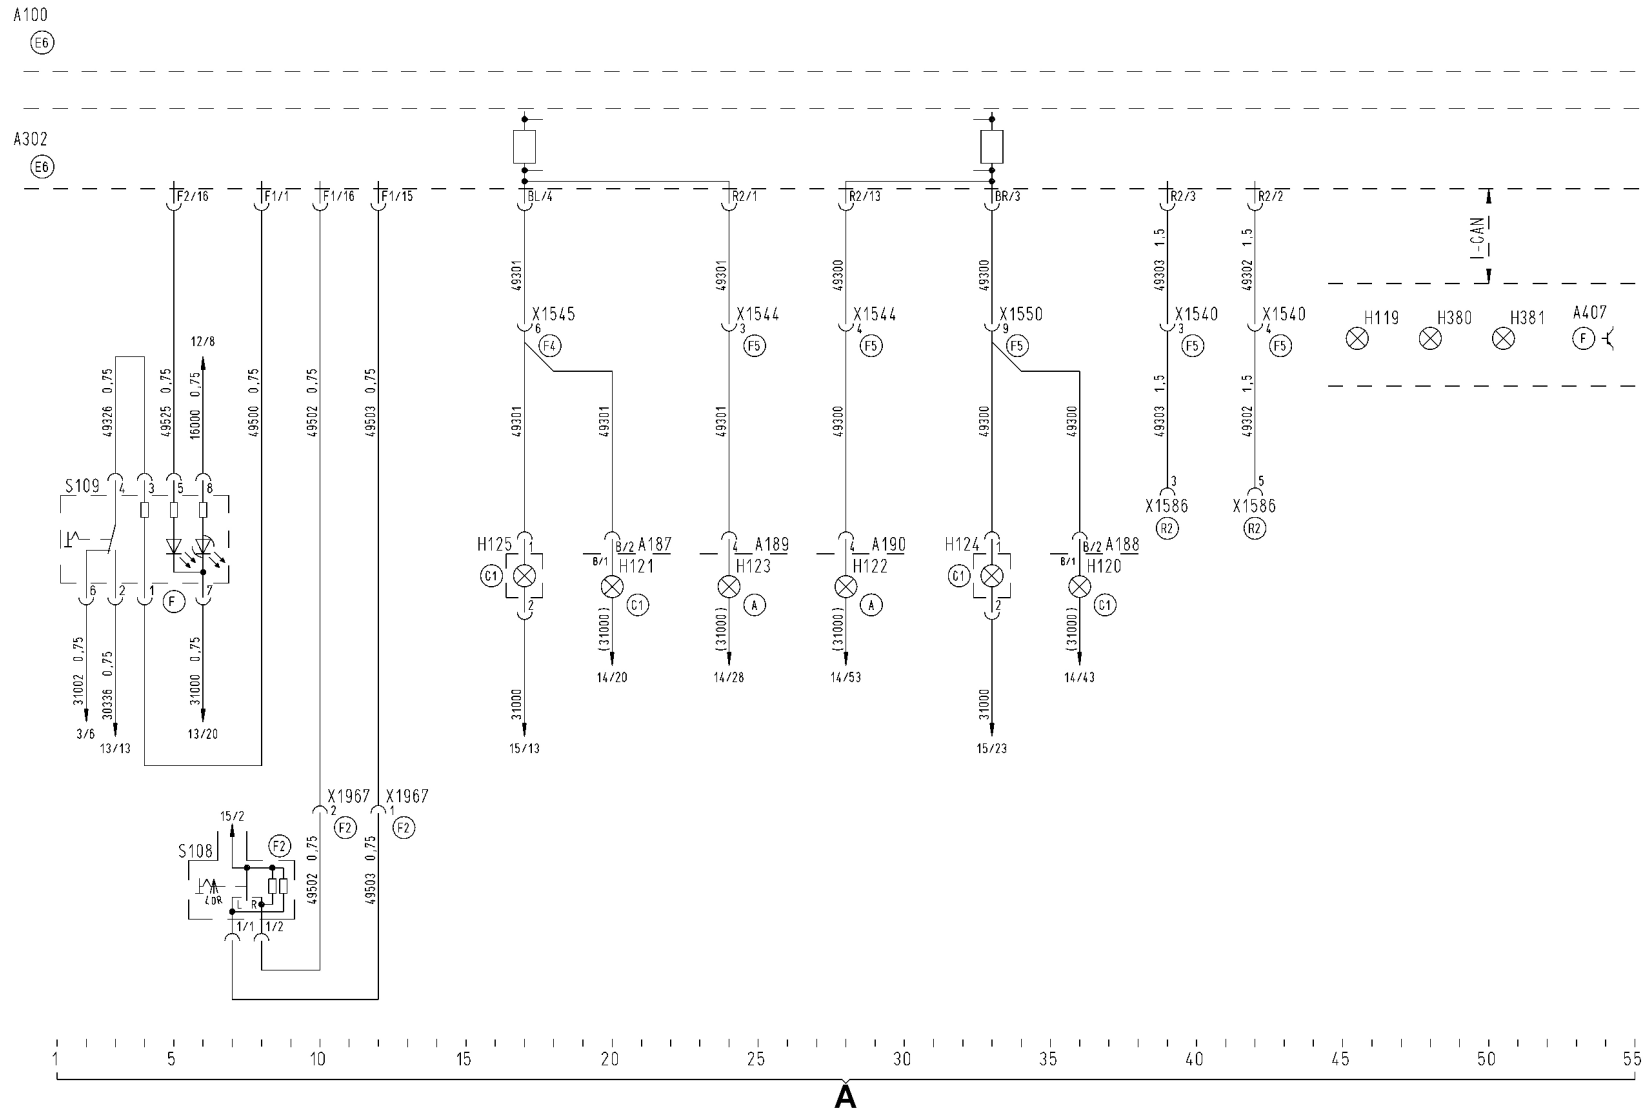 A100
E6
A302
E6
F2/16 F1/1 F1/16 F1/15 BL/4 R2/1 R2/13 BR/3 R2/3 R2/2
I-CAN
49301 49301 49300 49300 49303 1,5 49302 1,5
X1545 X1544 X1544 X1550 X1540 X1540
6 3 4 9 3 4
F4 F5 F5 F5 F5 F5
H119 H380 H381 A407
F
12/8
49326 0,75 49525 0,75 16000 0,75 49500 0,75 49502 0,75 49503 0,75 49301 49301 49301 49300 49300 49300 49303 1,5 49302 1,5
S109
4 3 5 8
3 5
X1586 X1586
R2 R2
H125 1 B/2 A187 4 A189 4 A190 H124 1 B/2 A188
B/1 H121 H123 H122 B/1 H120
C1 C1
6 2 1 7
F
2 C1 A A 2 C1
31002 0,75 30336 0,75 31000 0,75
(31000) (31000) (31000) (31000)
14/20 14/28 14/53 14/43
31000 31000
3/6 13/13 13/20
15/13 15/23
X1967 X1967
2 1
F2 F2
15/2
S108
F2
L R
1/1 1/2
49502 0,75 49503 0,75
1 5 10 15 20 25 30 35 40 45 50 55
A